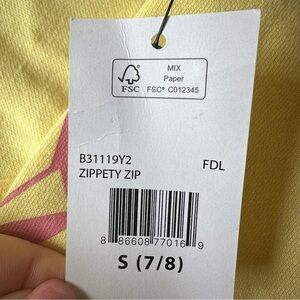 MIX
Paper
FSC
FSC® C012345
B31119Y2
FDL
ZIPPETY ZIP
8 86608 77016 9
S (7/8)